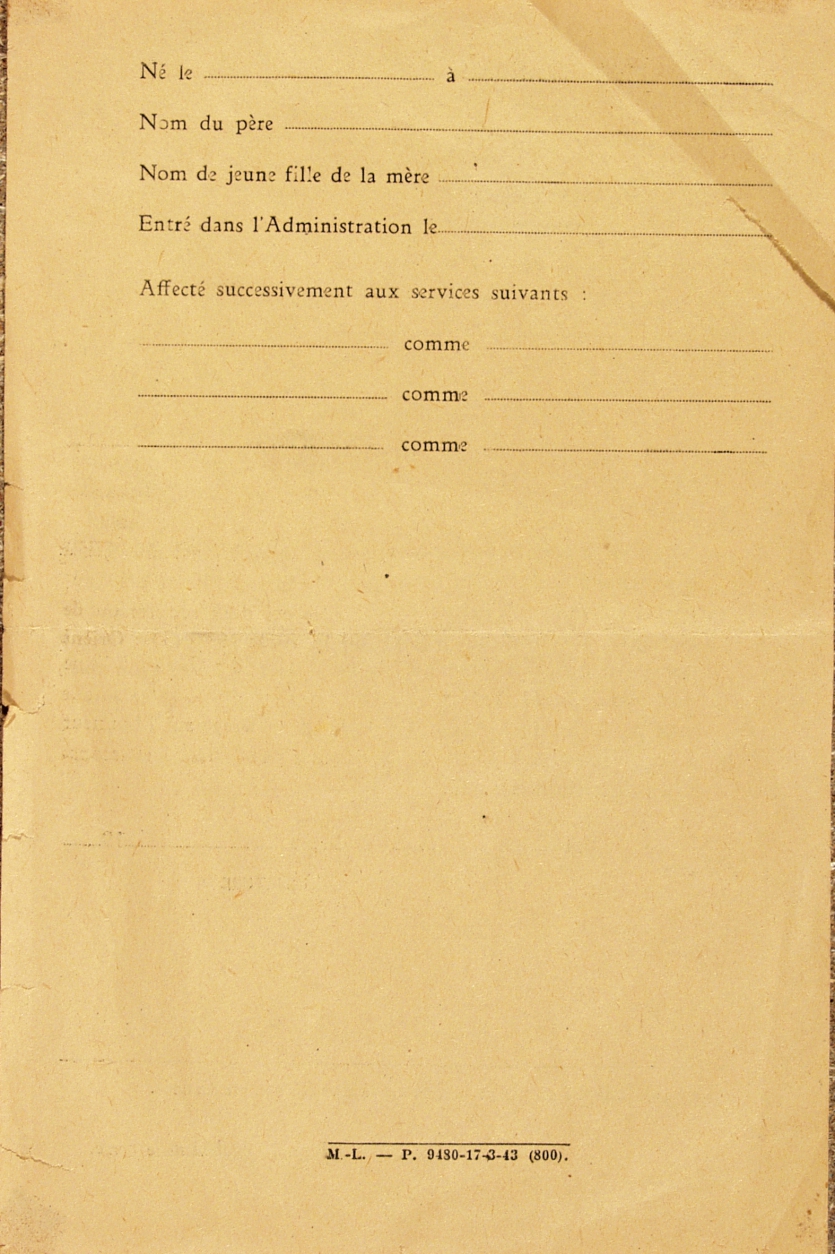 Né le ........................ à ........................
Nom du père ........................
Nom de jeune fille de la mère ........................
Entré dans l'Administration le ........................
Affecté successivement aux services suivants :
........................ comme ........................
........................ comme ........................
........................ comme ........................
M.-L. — P. 9480-17-3-43 (800).